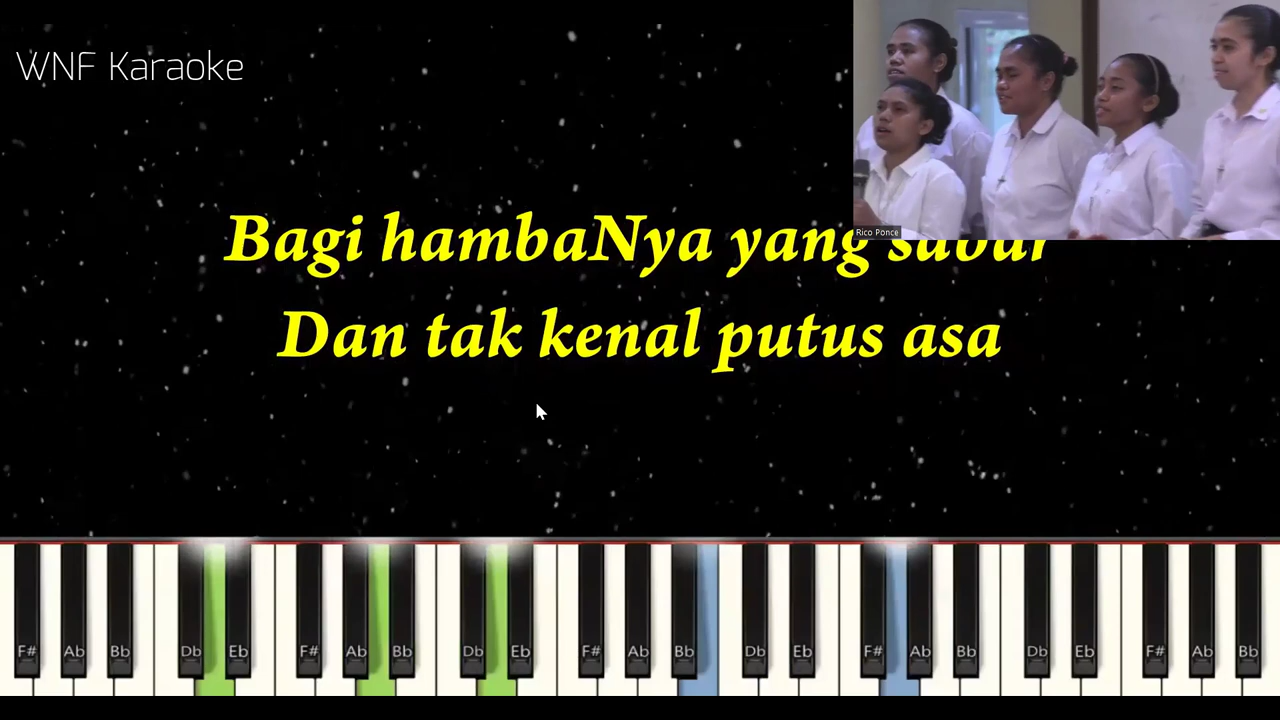 WNF Karaoke
Rico Ponce
Bagi hambaNya yang sabar
Dan tak kenal putus asa
F# Ab Bb Db Eb F# Ab Bb Db Eb F# Ab Bb Db Eb F# Ab Bb Db Eb F# Ab Bb